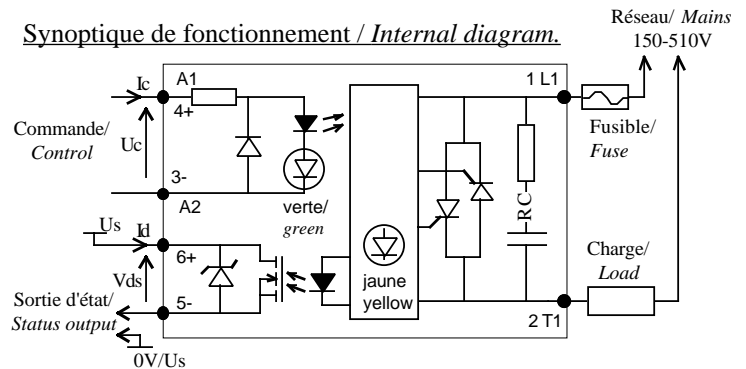 Synoptique de fonctionnement / Internal diagram.
Réseau/ Mains
150-510V
Ic
A1
4+
1 L1
Commande/
Control
Uc
Fusible/
Fuse
3-
A2
verte/
green
RC
Us
Id
6+
Vds
jaune
yellow
Charge/
Load
Sortie d'état/
Status output
5-
2 T1
0V/Us